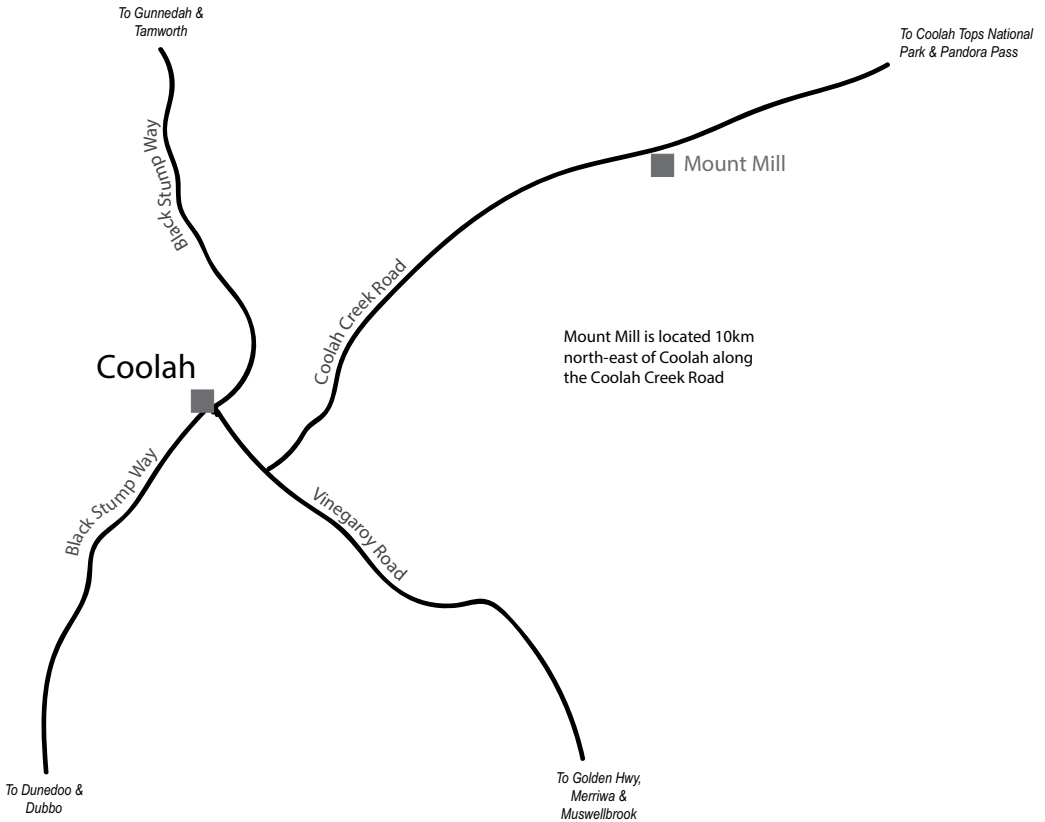 To Gunnedah &
Tamworth
To Coolah Tops National
Park & Pandora Pass
Black Stump Way
Mount Mill
Coolah Creek Road
Mount Mill is located 10km
north-east of Coolah along
the Coolah Creek Road
Coolah
Black Stump Way
Vinegaroy Road
To Dunedoo &
Dubbo
To Golden Hwy,
Merriwa &
Muswellbrook